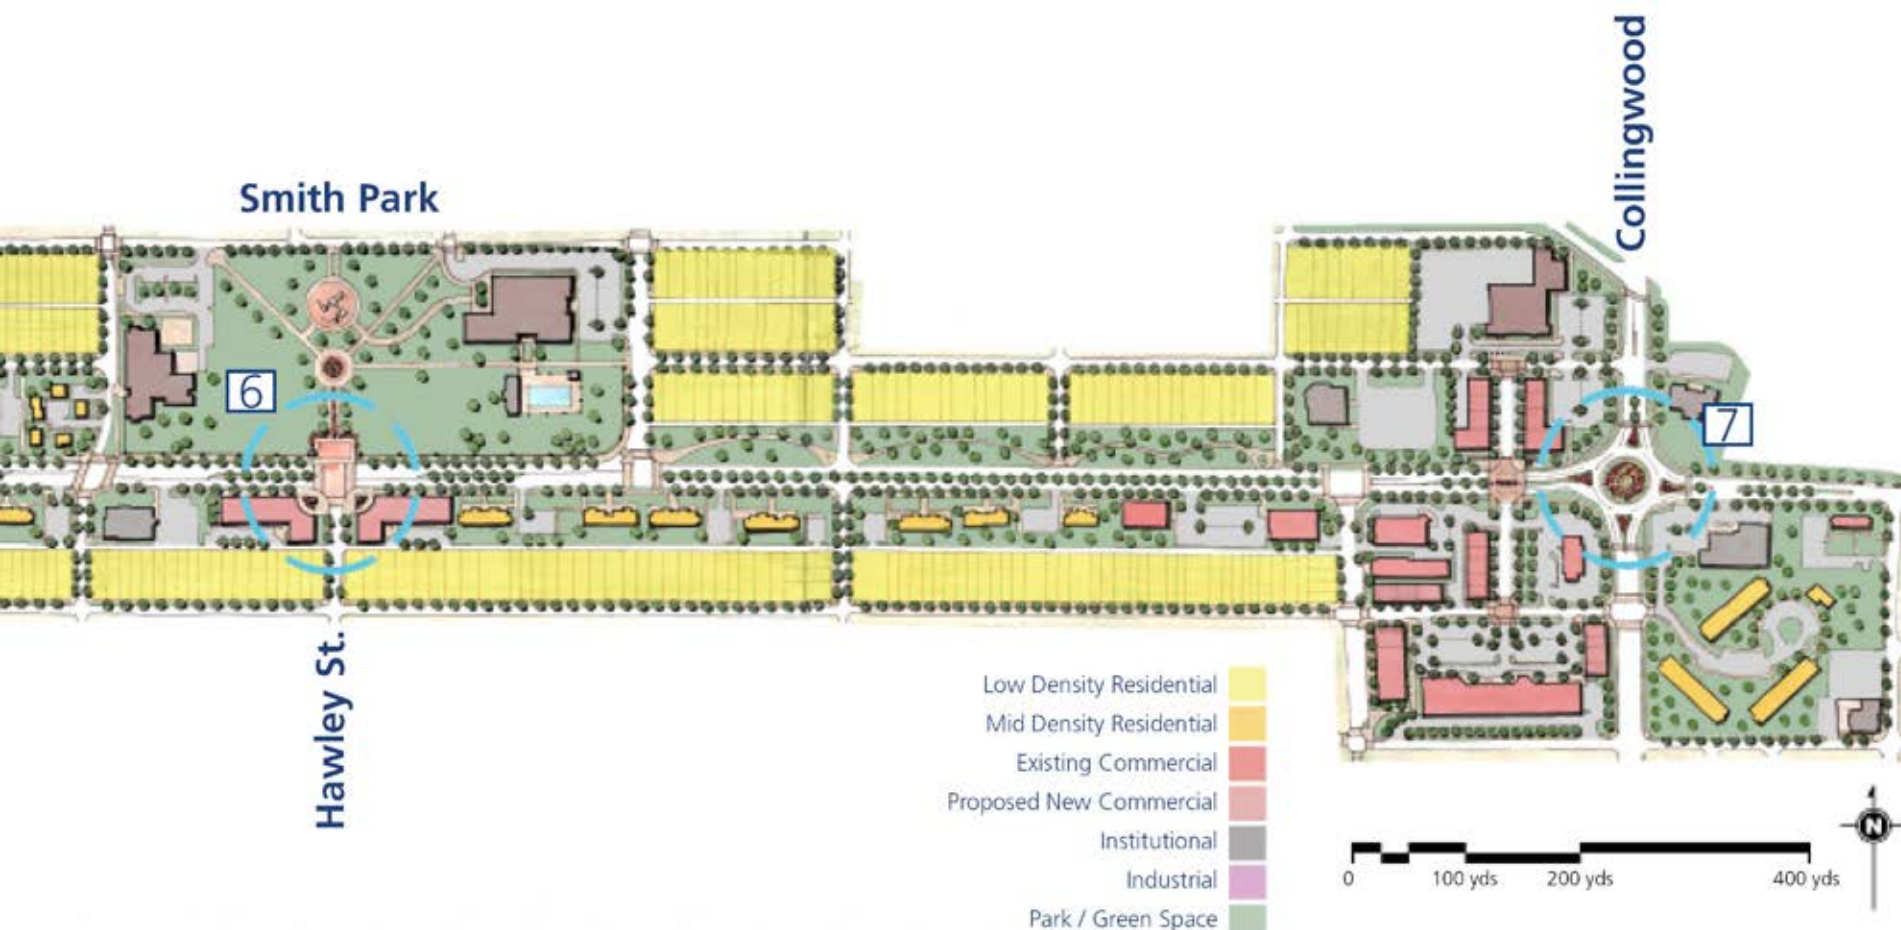 Collingwood
Smith Park
6
7
Hawley St.
Low Density Residential
Mid Density Residential
Existing Commercial
Proposed New Commercial
Institutional
Industrial
Park / Green Space
0 100 yds 200 yds 400 yds
N